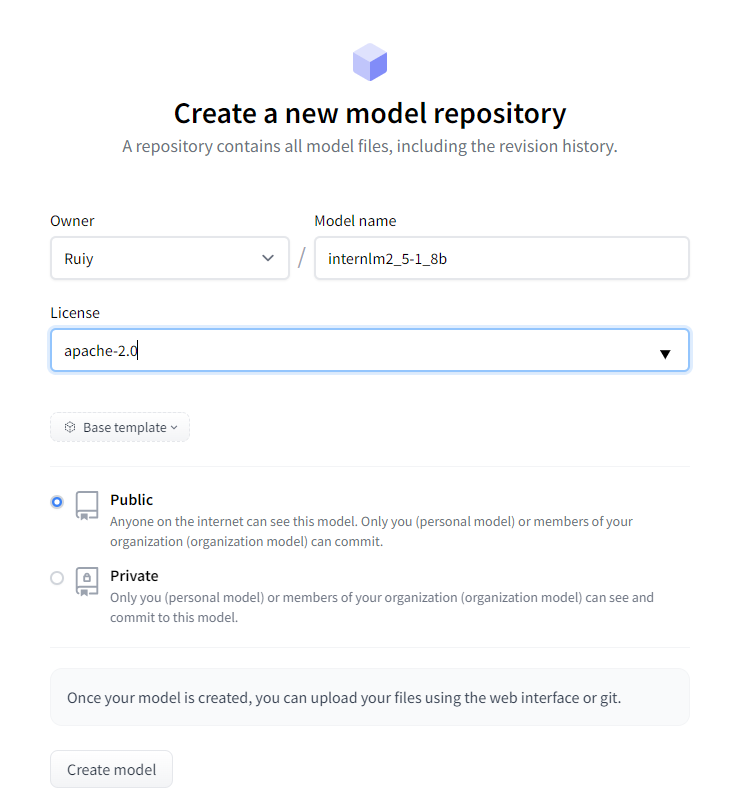 Create a new model repository
A repository contains all model files, including the revision history.
Owner
Model name
Ruiy
/
internlm2_5-1_8b
License
apache-2.0
Base template
Public
Anyone on the internet can see this model. Only you (personal model) or members of your
organization (organization model) can commit.
Private
Only you (personal model) or members of your organization (organization model) can see and
commit to this model.
Once your model is created, you can upload your files using the web interface or git.
Create model